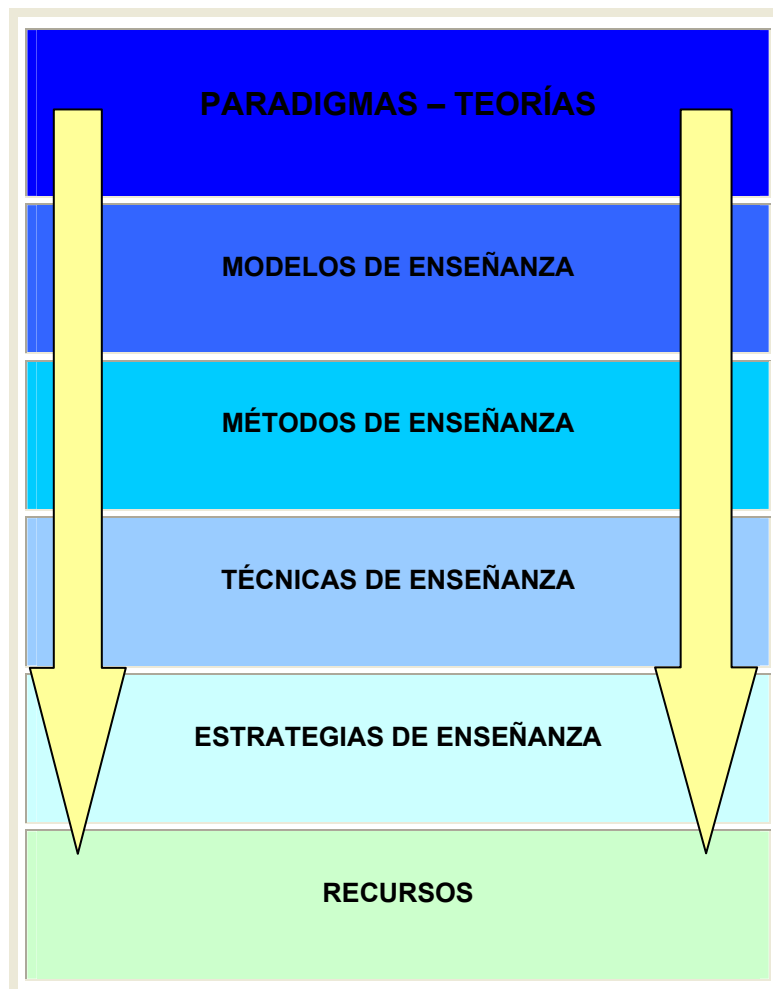 PARADIGMAS – TEORÍAS
MODELOS DE ENSEÑANZA
MÉTODOS DE ENSEÑANZA
TÉCNICAS DE ENSEÑANZA
ESTRATEGIAS DE ENSEÑANZA
RECURSOS